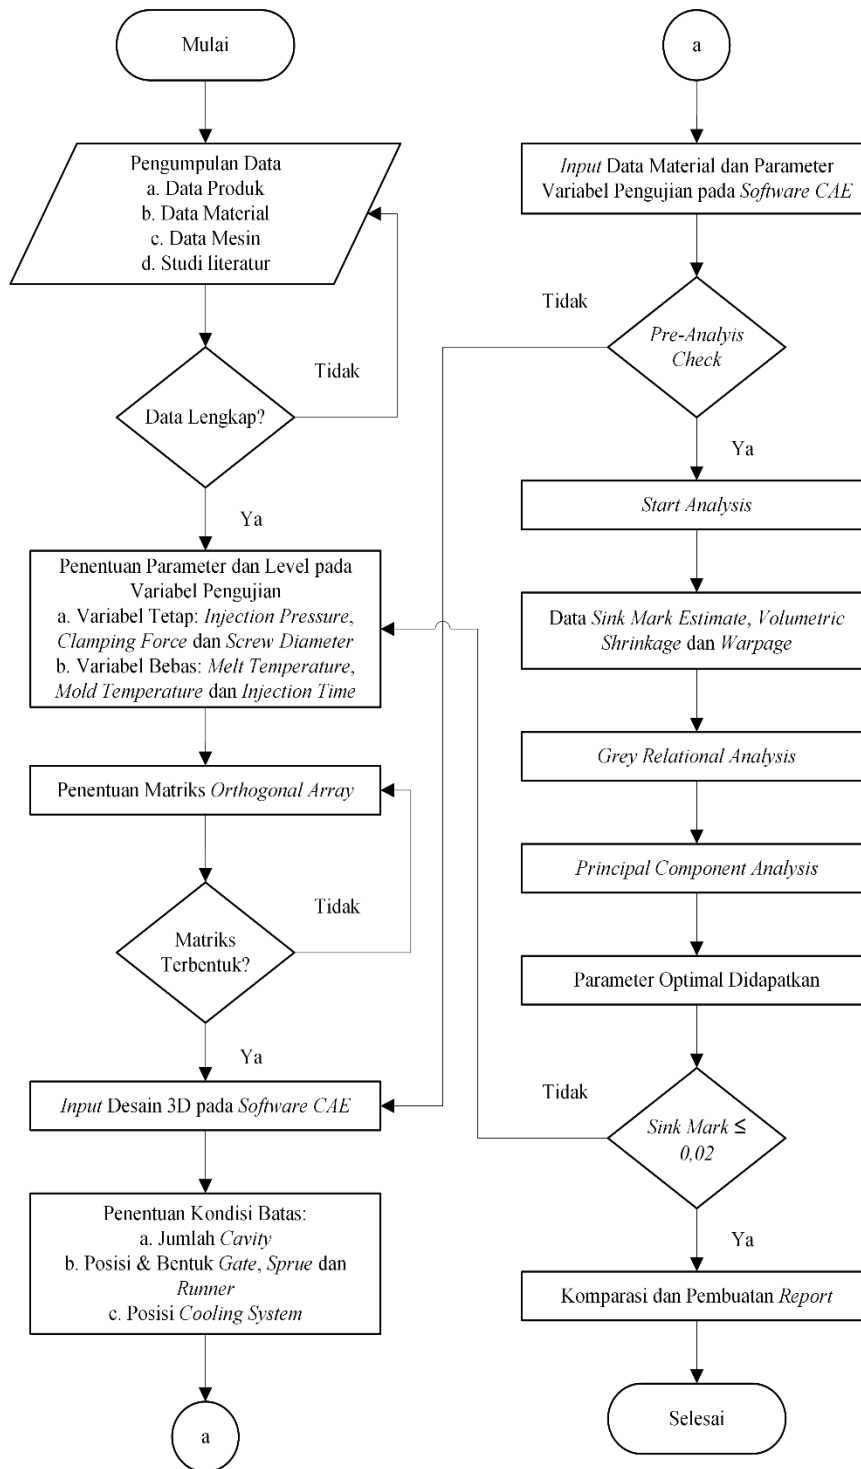 Mulai
Pengumpulan Data
a. Data Produk
b. Data Material
c. Data Mesin
d. Studi literatur
Tidak
Data Lengkap?
Ya
Penentuan Parameter dan Level pada
Variabel Pengujian
a. Variabel Tetap: Injection Pressure,
Clamping Force dan Screw Diameter
b. Variabel Bebas: Melt Temperature,
Mold Temperature dan Injection Time
Penentuan Matriks Orthogonal Array
Tidak
Matriks
Terbentuk?
Ya
Input Desain 3D pada Software CAE
Penentuan Kondisi Batas:
a. Jumlah Cavity
b. Posisi & Bentuk Gate, Sprue dan
Runner
c. Posisi Cooling System
a
a
Input Data Material dan Parameter
Variabel Pengujian pada Software CAE
Tidak
Pre-Analyis
Check
Ya
Start Analysis
Data Sink Mark Estimate, Volumetric
Shrinkage dan Warpage
Grey Relational Analysis
Principal Component Analysis
Parameter Optimal Didapatkan
Tidak
Sink Mark ≤
0,02
Ya
Komparasi dan Pembuatan Report
Selesai